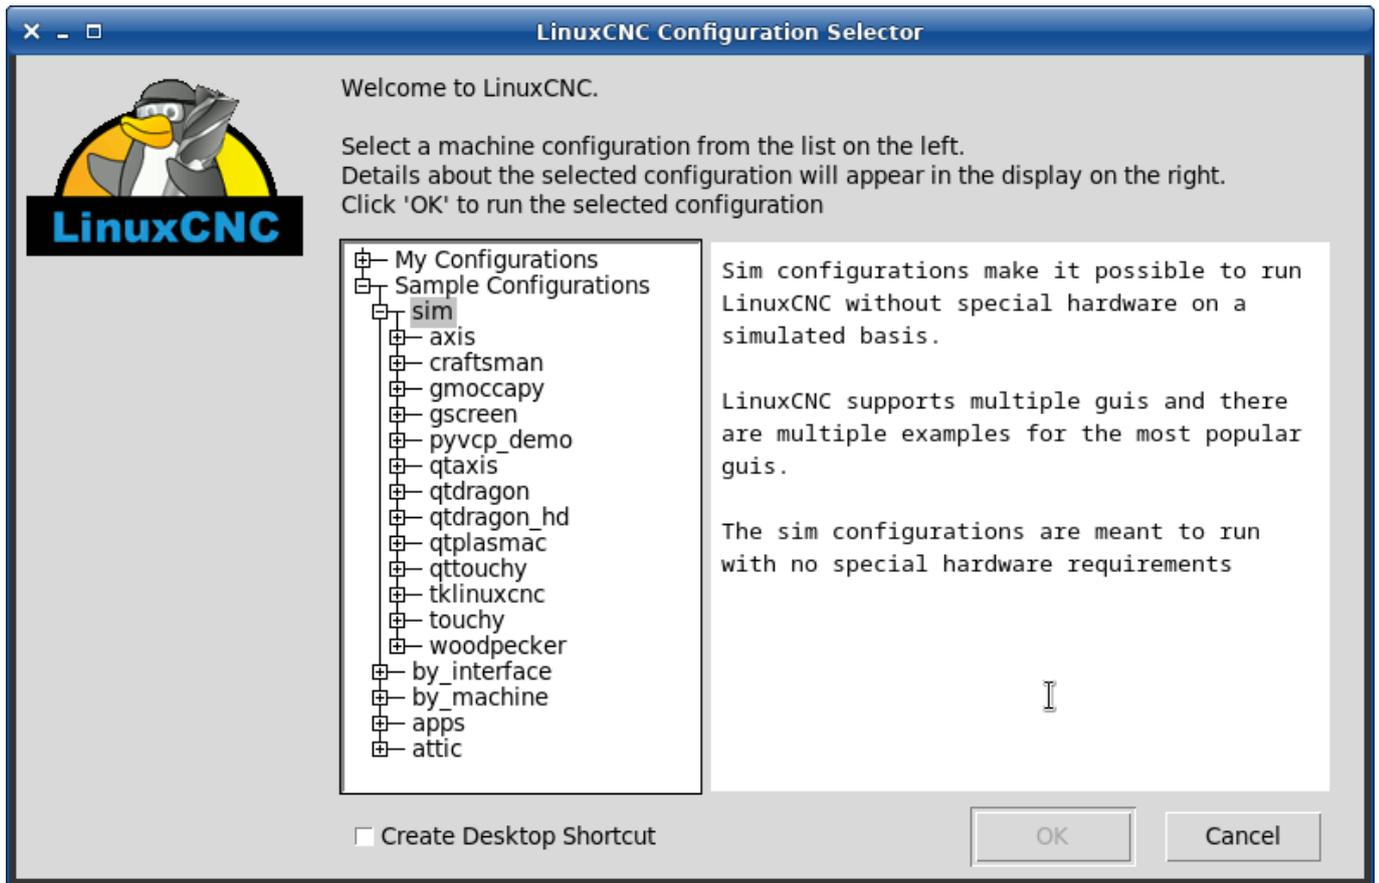 LinuxCNC Configuration Selector
LinuxCNC
Welcome to LinuxCNC.
Select a machine configuration from the list on the left.
Details about the selected configuration will appear in the display on the right.
Click 'OK' to run the selected configuration
My Configurations
Sample Configurations
sim
axis
craftsman
gmoccapy
gscreen
pyvcp_demo
qtaxis
qtdragon
qtdragon_hd
qtplasmac
qttouchy
tklinuxcnc
touchy
woodpecker
by_interface
by_machine
apps
attic
Sim configurations make it possible to run
LinuxCNC without special hardware on a
simulated basis.
LinuxCNC supports multiple guis and there
are multiple examples for the most popular
guis.
The sim configurations are meant to run
with no special hardware requirements
Create Desktop Shortcut
OK
Cancel